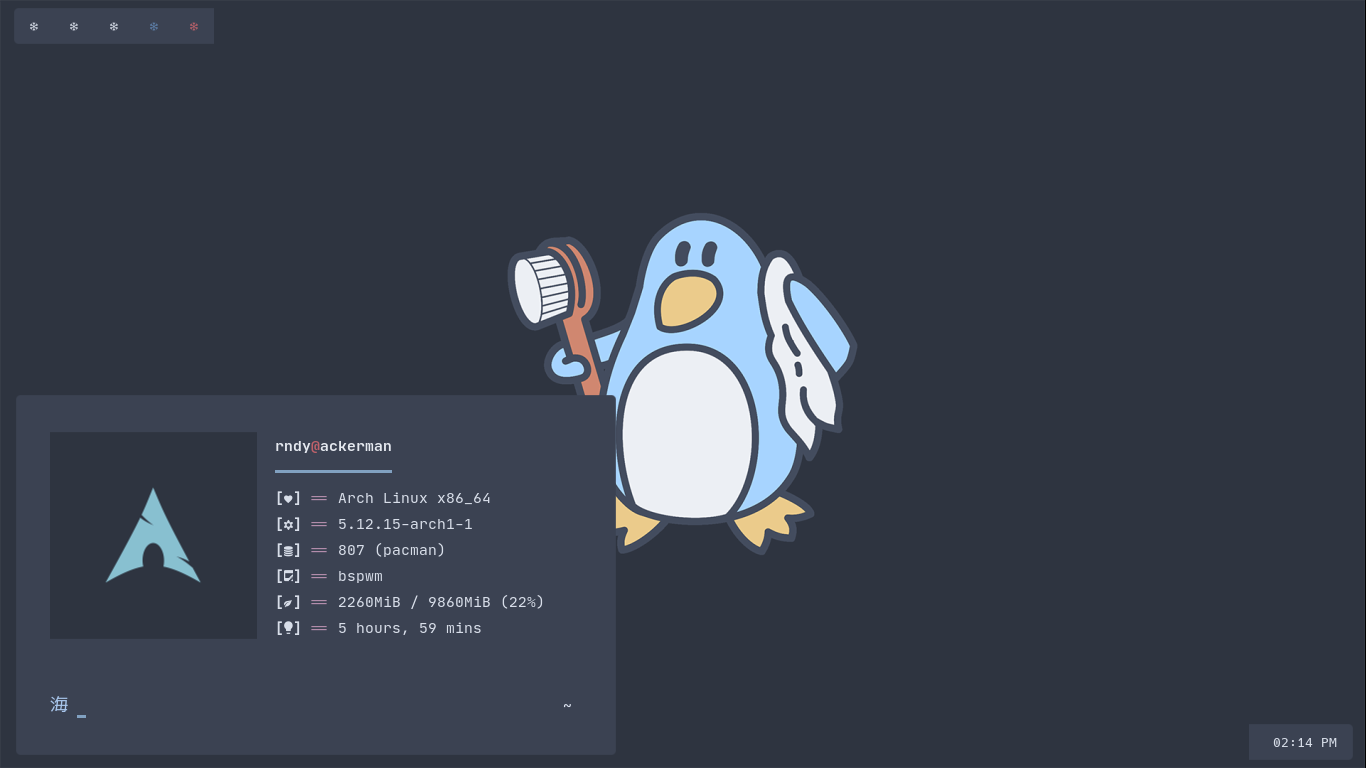 rndy@ackerman
[♥] == Arch Linux x86_64
[] == 5.12.15-arch1-1
[] == 807 (pacman)
[] == bspwm
[] == 2260MiB / 9860MiB (22%)
[] == 5 hours, 59 mins
海 _ ~
02:14 PM